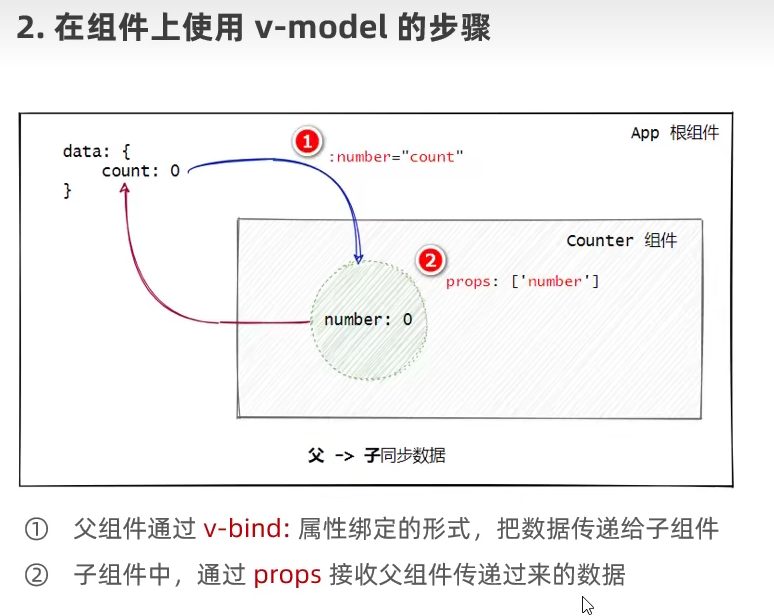 2. 在组件上使用 v-model 的步骤
App 根组件
data: {
count: 0
}
1
:number="count"
Counter 组件
2
props: ['number']
number: 0
父 -> 子同步数据
① 父组件通过 v-bind: 属性绑定的形式，把数据传递给子组件
② 子组件中，通过 props 接收父组件传递过来的数据